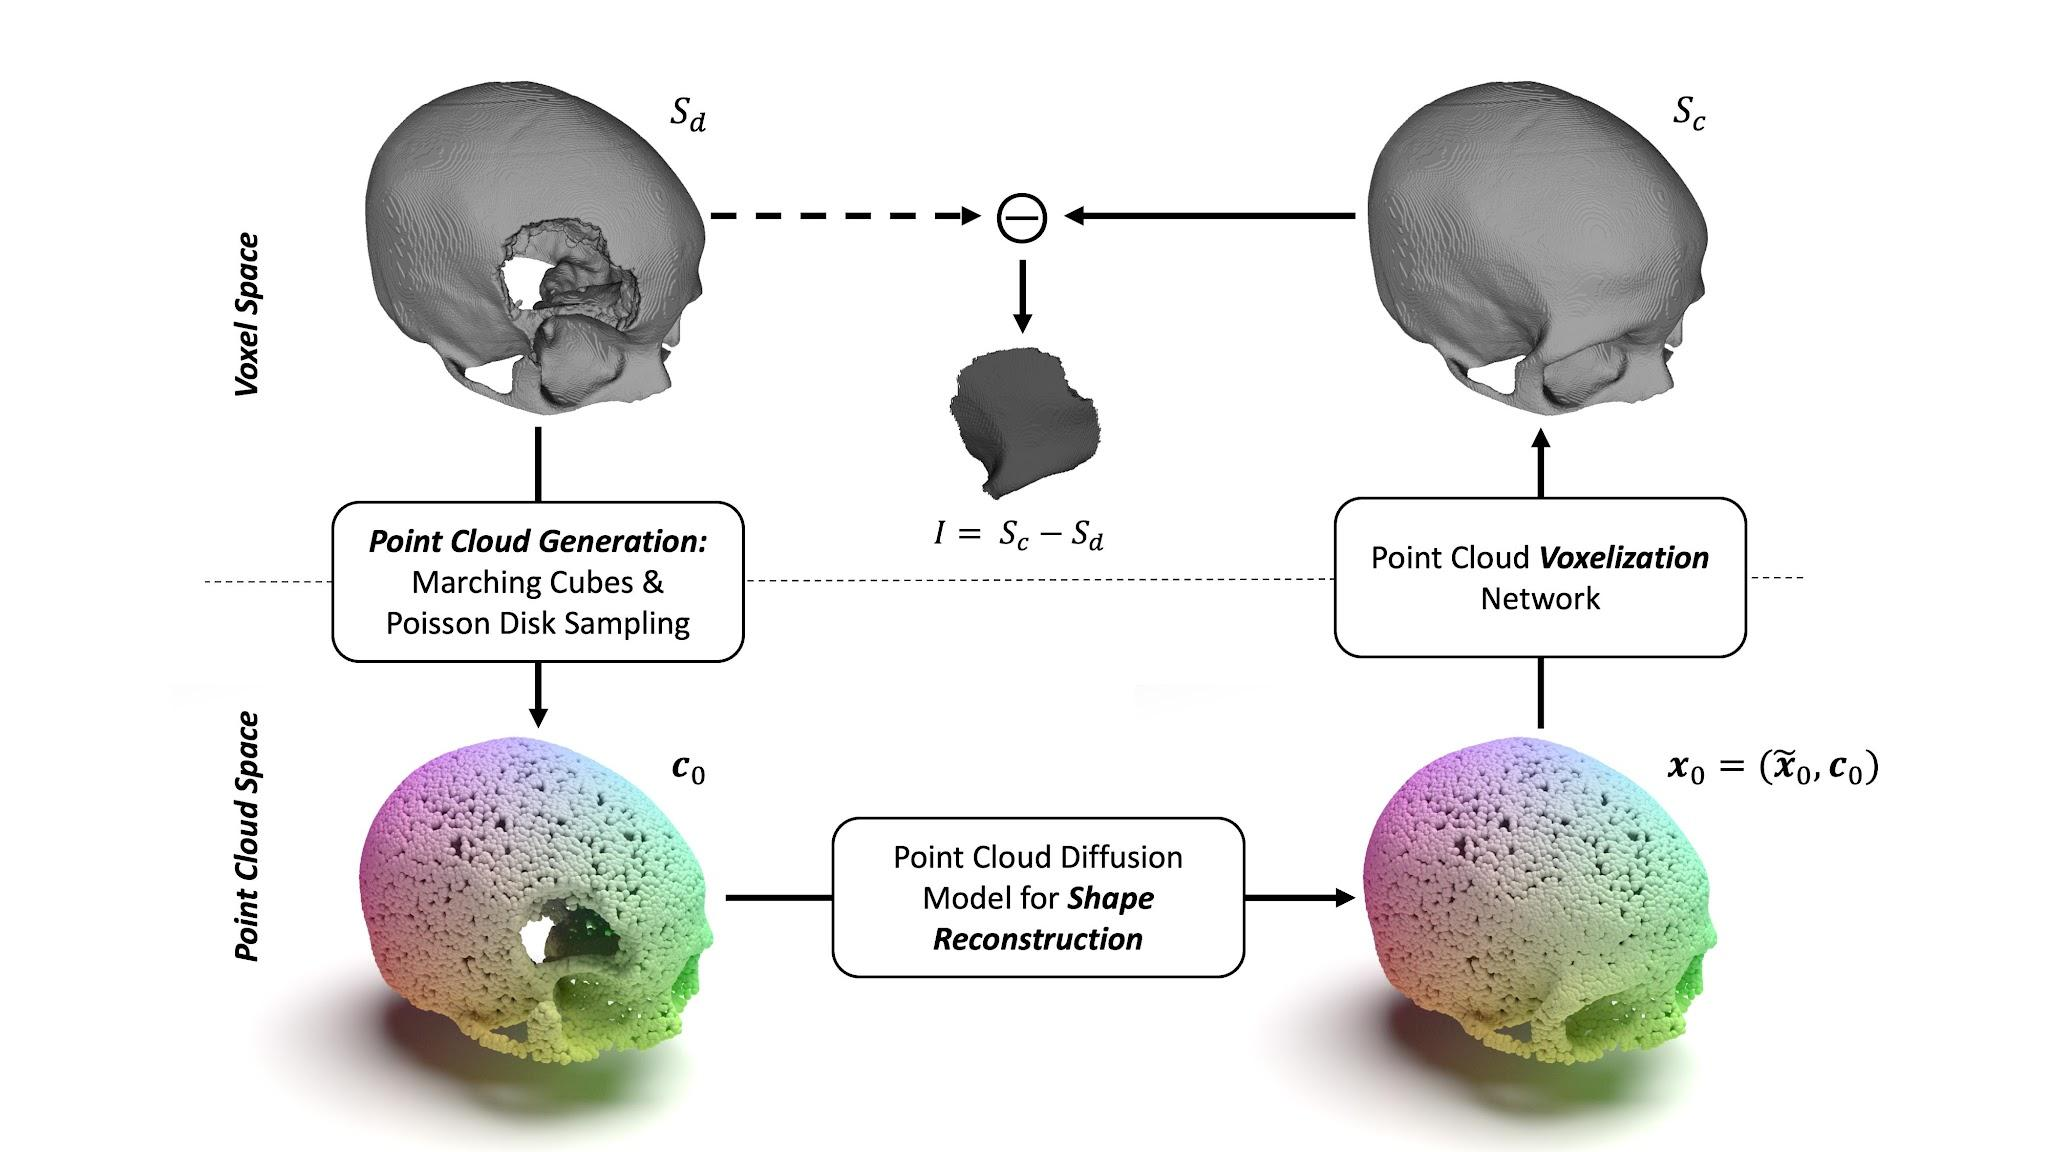 S_d
S_c
Voxel Space
I = S_c − S_d
Point Cloud Generation:
Marching Cubes &
Poisson Disk Sampling
Point Cloud Voxelization
Network
Point Cloud Space
c_0
x_0 = (x̃_0, c_0)
Point Cloud Diffusion
Model for Shape
Reconstruction